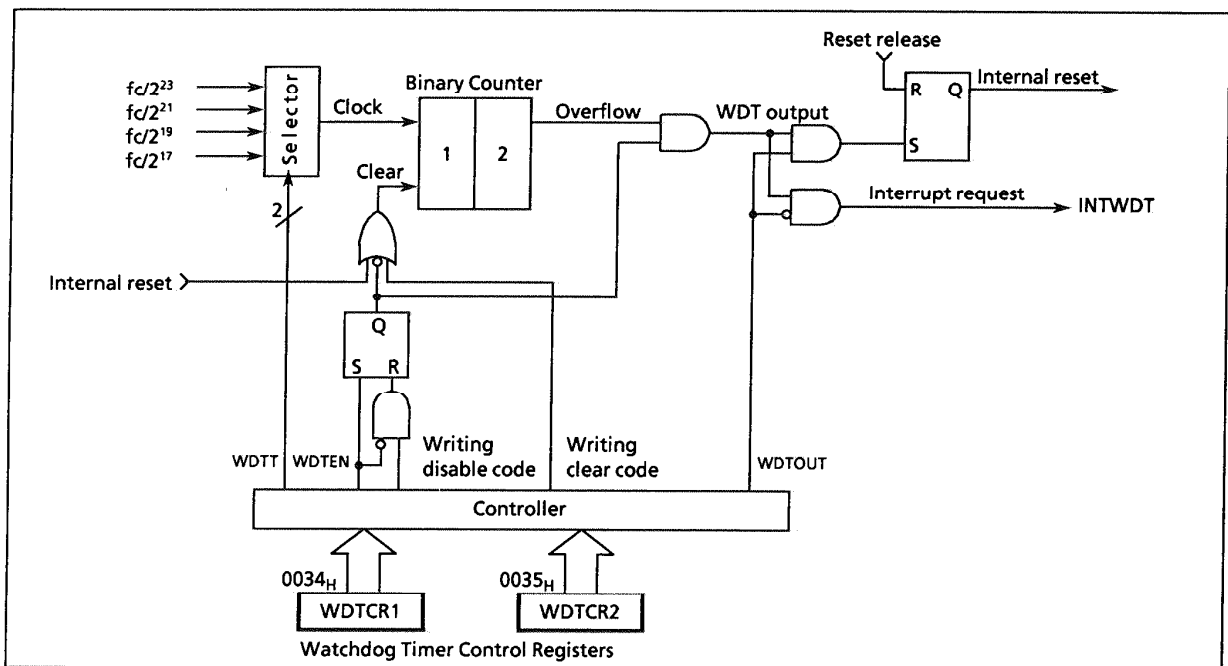 Reset release
fc/2²³
fc/2²¹
fc/2¹⁹
fc/2¹⁷
Selector
Clock
Binary Counter
1
2
Clear
Overflow
WDT output
R Q
S
Internal reset
Interrupt request
INTWDT
2
Internal reset
Q
S R
WDTT
WDTEN
Writing
disable code
Writing
clear code
WDTOUT
Controller
0034H
0035H
WDTCR1
WDTCR2
Watchdog Timer Control Registers